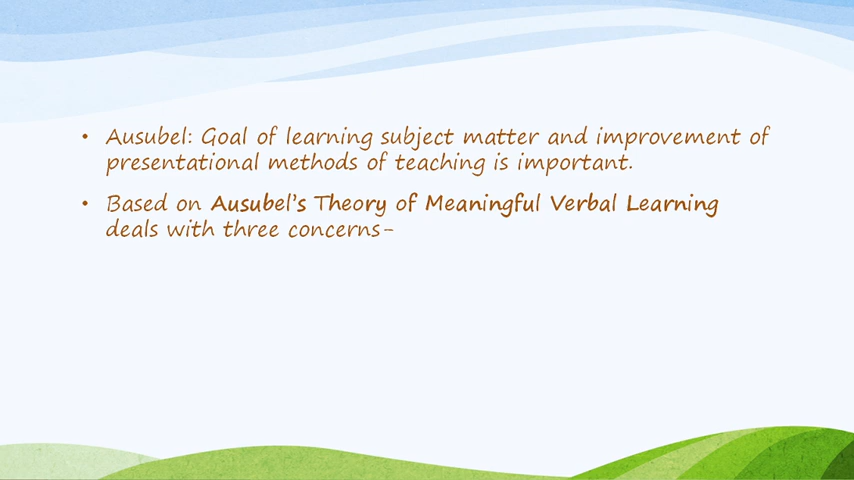 • Ausubel: Goal of learning subject matter and improvement of
presentational methods of teaching is important.
• Based on Ausubel's Theory of Meaningful Verbal Learning
deals with three concerns-